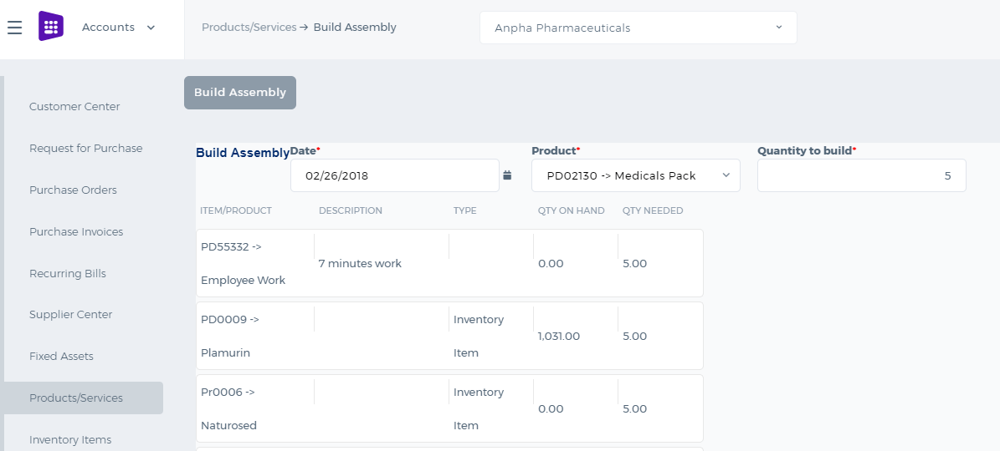 Accounts
Products/Services → Build Assembly
Anpha Pharmaceuticals
Customer Center
Request for Purchase
Purchase Orders
Purchase Invoices
Recurring Bills
Supplier Center
Fixed Assets
Products/Services
Inventory Items
Build Assembly
Build Assembly
Date*
02/26/2018
Product*
PD02130 -> Medicals Pack
Quantity to build*
5
ITEM/PRODUCT DESCRIPTION TYPE QTY ON HAND QTY NEEDED
PD55332 ->
Employee Work
7 minutes work
0.00
5.00
PD0009 ->
Plamurin
Inventory
Item
1,031.00
5.00
Pr0006 ->
Naturosed
Inventory
Item
0.00
5.00